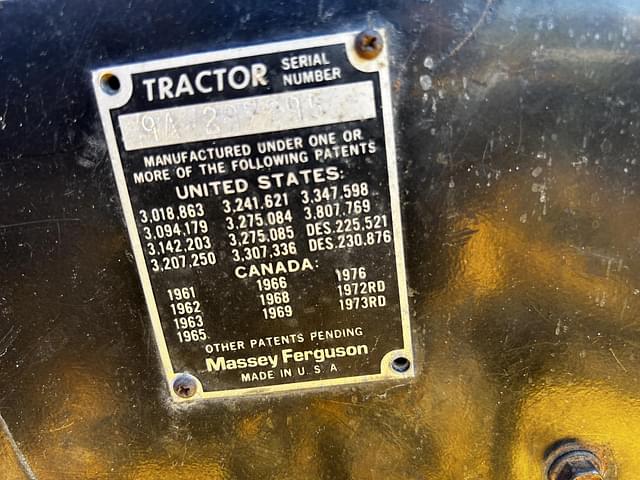 TRACTOR SERIAL NUMBER
9A
MANUFACTURED UNDER ONE OR
MORE OF THE FOLLOWING PATENTS
UNITED STATES:
3,018,863 3,241,621 3,347,598
3,094,179 3,275,084 3,807,769
3,142,203 3,275,085 DES.225,521
3,207,250 3,307,336 DES.230,876
CANADA:
1961 1966 1976
1962 1968 1972RD
1963 1969 1973RD
1965
OTHER PATENTS PENDING
Massey Ferguson
MADE IN U.S.A